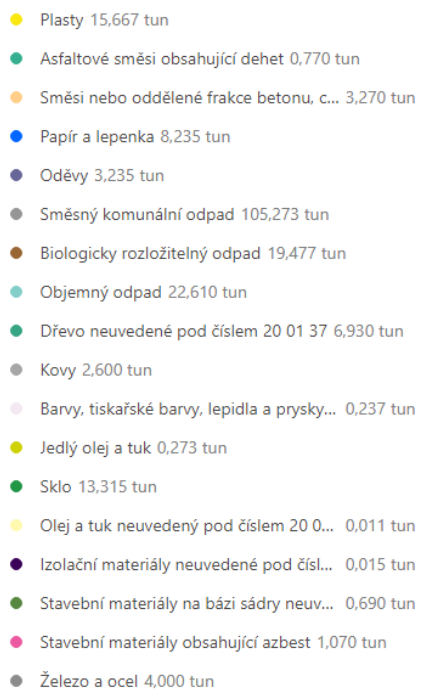 Plasty 15,667 tun
Asfaltové směsi obsahující dehet 0,770 tun
Směsi nebo oddělené frakce betonu, c... 3,270 tun
Papír a lepenka 8,235 tun
Oděvy 3,235 tun
Směsný komunální odpad 105,273 tun
Biologicky rozložitelný odpad 19,477 tun
Objemný odpad 22,610 tun
Dřevo neuvedené pod číslem 20 01 37 6,930 tun
Kovy 2,600 tun
Barvy, tiskařské barvy, lepidla a prysky... 0,237 tun
Jedlý olej a tuk 0,273 tun
Sklo 13,315 tun
Olej a tuk neuvedený pod číslem 20 0... 0,011 tun
Izolační materiály neuvedené pod čísl... 0,015 tun
Stavební materiály na bázi sádry neuv... 0,690 tun
Stavební materiály obsahující azbest 1,070 tun
Železo a ocel 4,000 tun